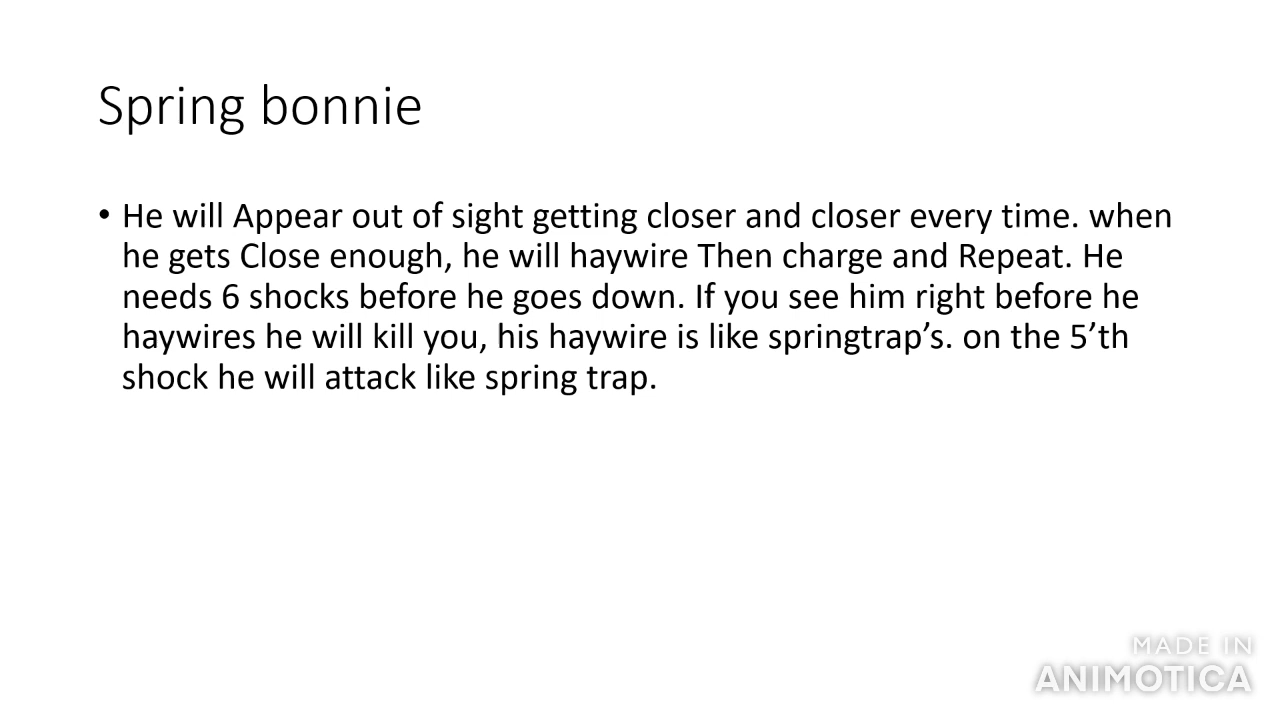 Spring bonnie
• He will Appear out of sight getting closer and closer every time. when
he gets Close enough, he will haywire Then charge and Repeat. He
needs 6 shocks before he goes down. If you see him right before he
haywires he will kill you, his haywire is like springtrap’s. on the 5’th
shock he will attack like spring trap.
MADE IN
ANIMOTICA